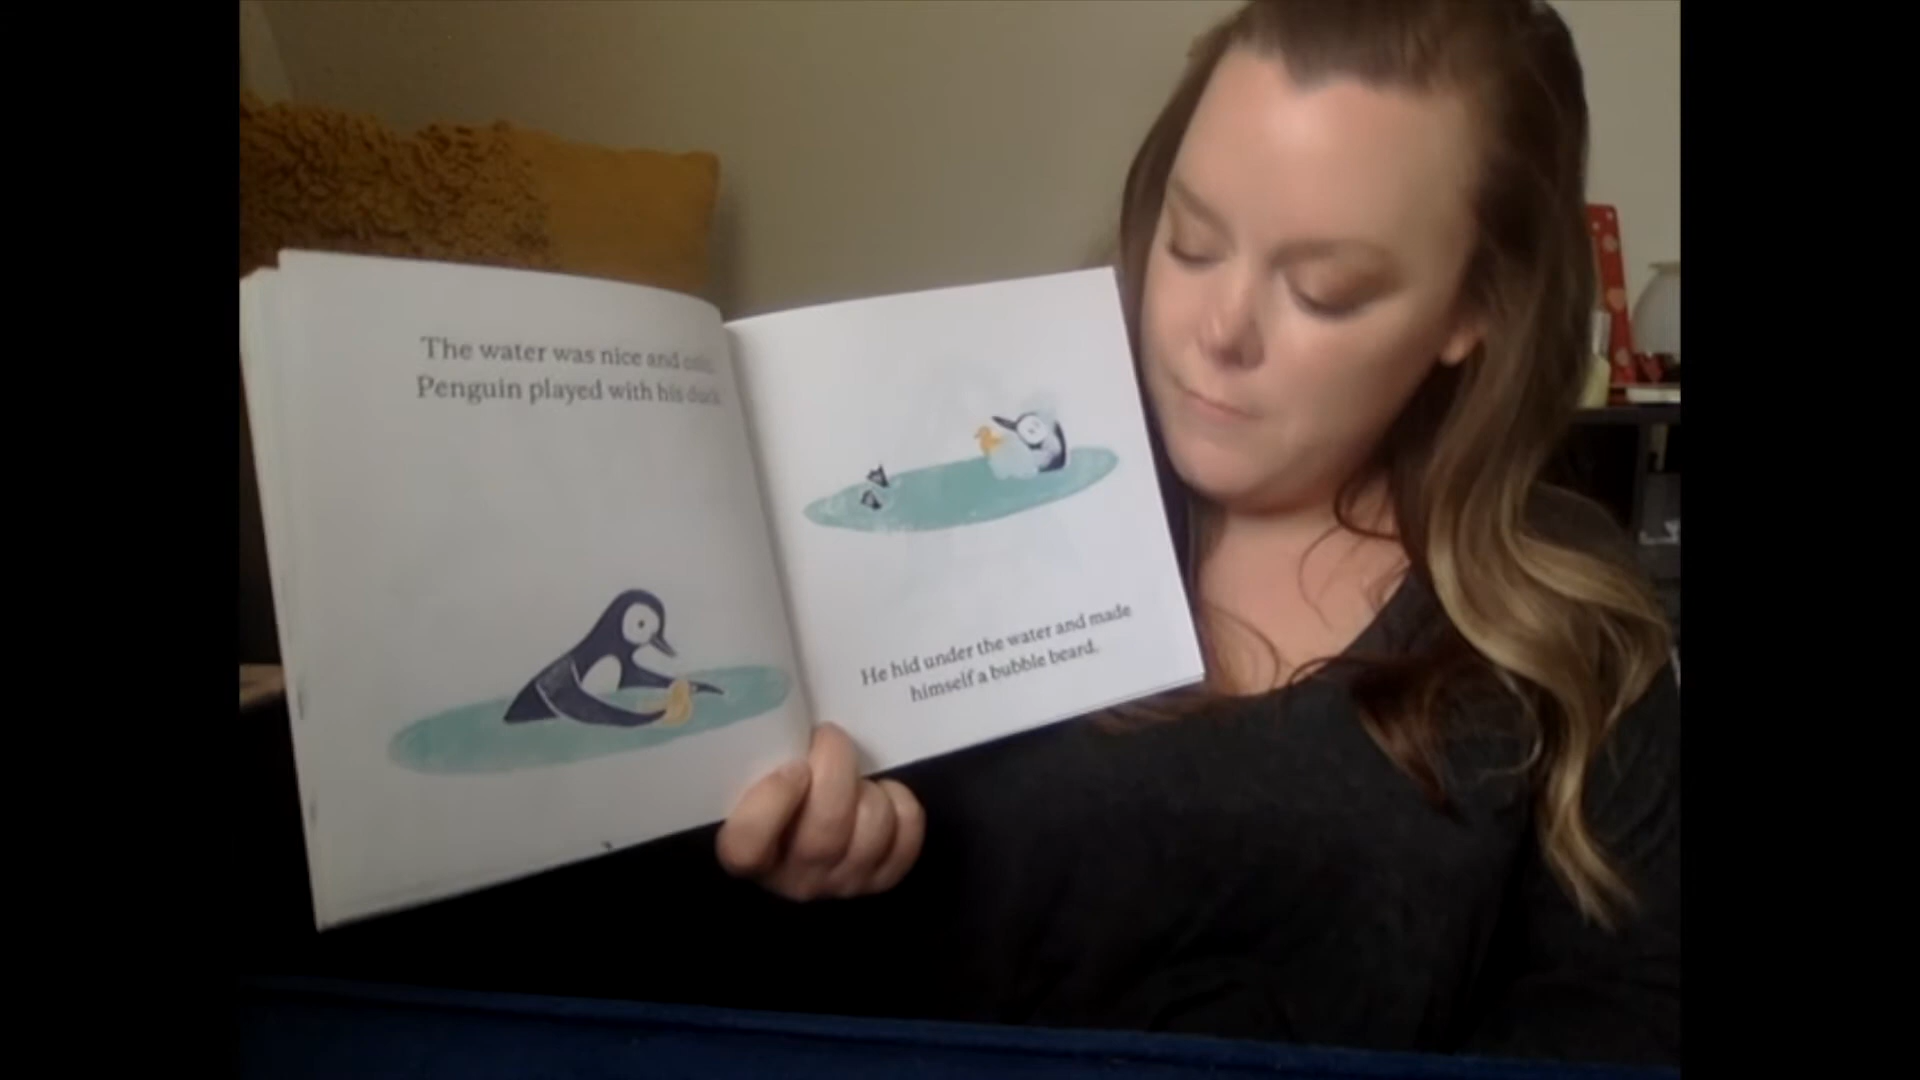 The water was nice and
Penguin played with his duck
He hid under the water and made
himself a bubble beard.